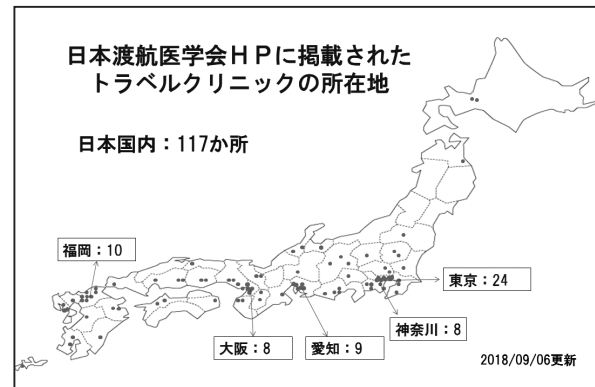 日本渡航医学会HPに掲載された
トラベルクリニックの所在地
日本国内：117か所
福岡：10
東京：24
神奈川：8
大阪：8
愛知：9
2018/09/06更新